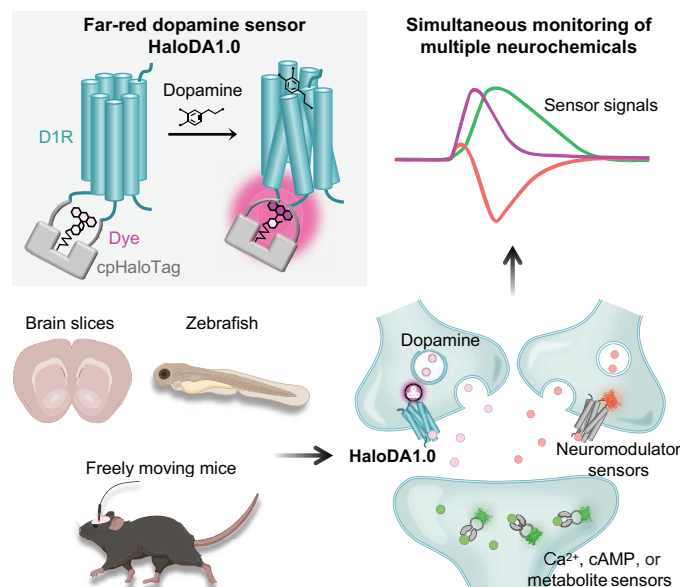 Far-red dopamine sensor
HaloDA1.0
Dopamine
D1R
Dye
cpHaloTag
Simultaneous monitoring of
multiple neurochemicals
Sensor signals
Brain slices
Zebrafish
Freely moving mice
Dopamine
HaloDA1.0
Neuromodulator
sensors
Ca²⁺, cAMP, or
metabolite sensors